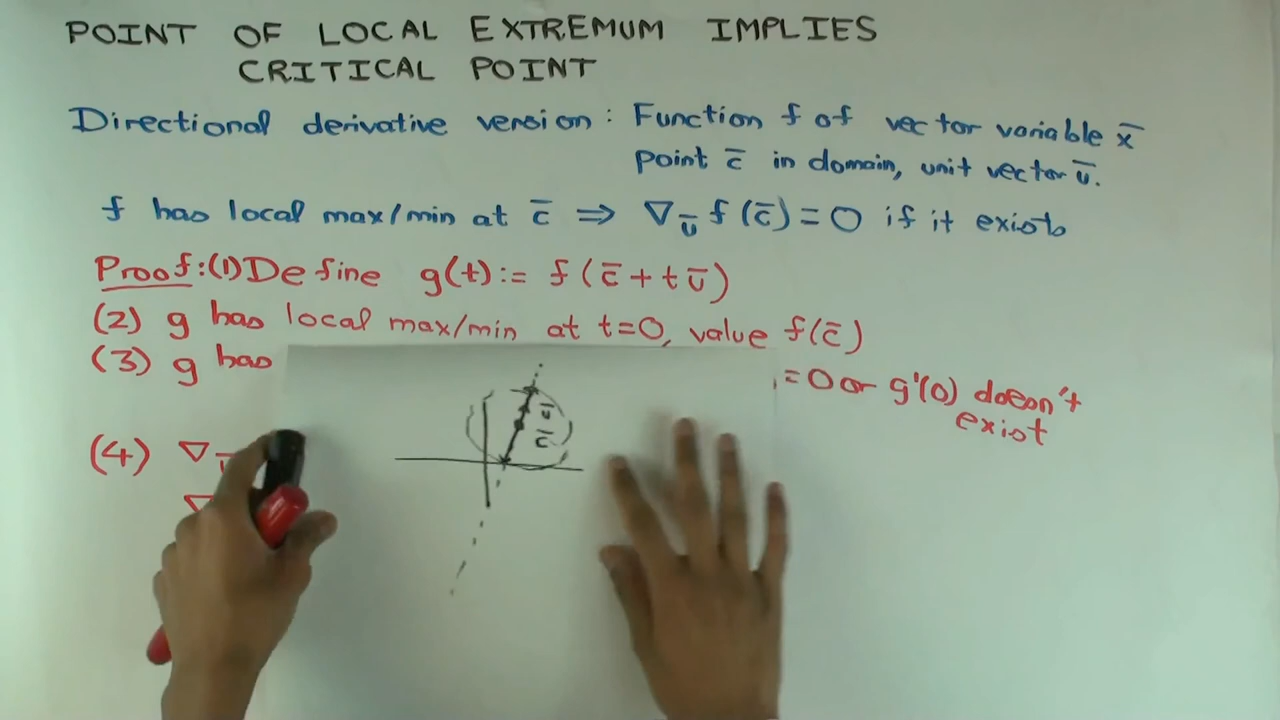 POINT OF LOCAL EXTREMUM IMPLIES
CRITICAL POINT
Directional derivative version: Function f of vector variable x̄
point c̄ in domain, unit vector ū.
f has local max/min at c̄ ⇒ ∇_ū f(c̄) = 0 if it exists
Proof:(1) Define g(t):= f(c̄ + tū)
(2) g has local max/min at t=0, value f(c̄)
(3) g has = 0 or g'(0) doesn't
exist
(4) ∇
∇
ū
c̄